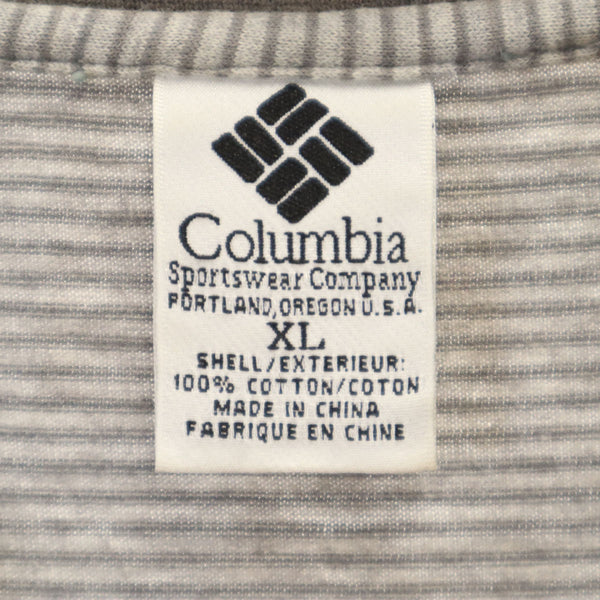 Columbia
Sportswear Company
PORTLAND, OREGON U.S.A.
XL
SHELL/EXTERIEUR:
100% COTTON/COTON
MADE IN CHINA
FABRIQUE EN CHINE